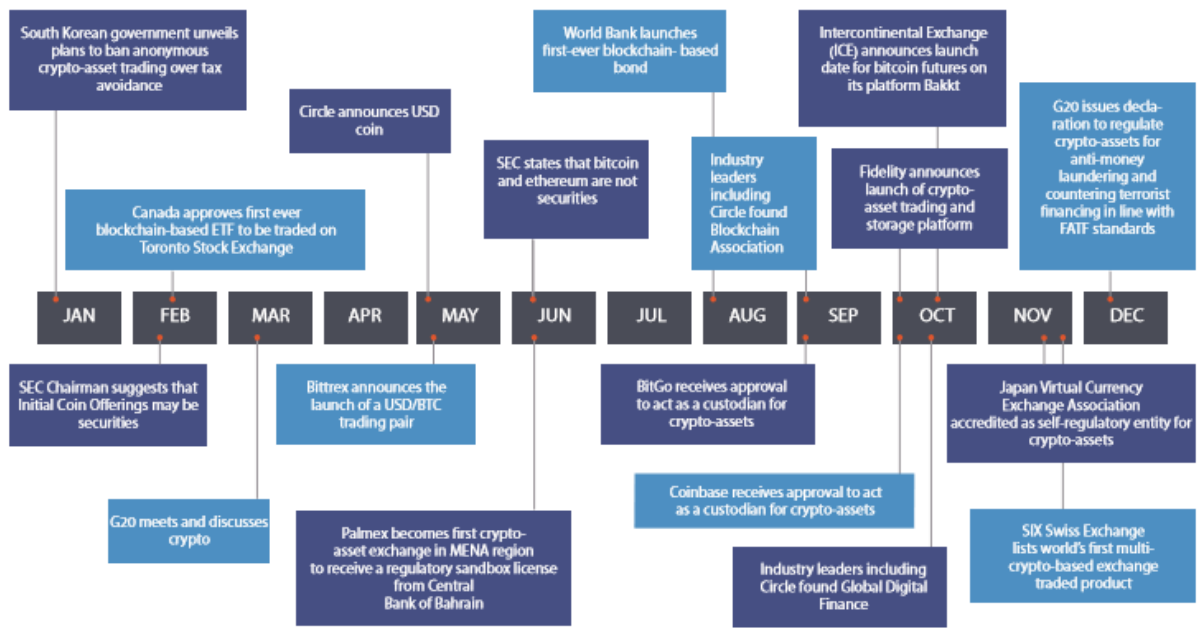 South Korean government unveils
plans to ban anonymous
crypto-asset trading over tax
avoidance
Canada approves first ever
blockchain-based ETF to be traded on
Toronto Stock Exchange
Circle announces USD
coin
SEC states that bitcoin
and ethereum are not
securities
World Bank launches
first-ever blockchain- based
bond
Industry
leaders
including
Circle found
Blockchain
Association
Intercontinental Exchange
(ICE) announces launch
date for bitcoin futures on
its platform Bakkt
Fidelity announces
launch of crypto-
asset trading and
storage platform
G20 issues decla-
ration to regulate
crypto-assets for
anti-money
laundering and
countering terrorist
financing in line with
FATF standards
JAN
FEB
MAR
APR
MAY
JUN
JUL
AUG
SEP
OCT
NOV
DEC
SEC Chairman suggests that
Initial Coin Offerings may be
securities
G20 meets and discusses
crypto
Bittrex announces the
launch of a USD/BTC
trading pair
Palmex becomes first crypto-
asset exchange in MENA region
to receive a regulatory sandbox license
from Central
Bank of Bahrain
BitGo receives approval
to act as a custodian for
crypto-assets
Coinbase receives approval to act
as a custodian for crypto-assets
Industry leaders including
Circle found Global Digital
Finance
Japan Virtual Currency
Exchange Association
accredited as self-regulatory entity for
crypto-assets
SIX Swiss Exchange
lists world's first multi-
crypto-based exchange
traded product